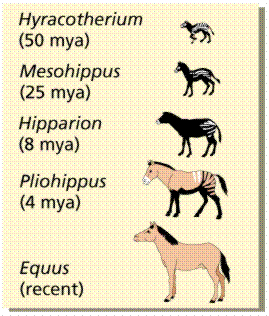 Hyracotherium
(50 mya)
Mesohippus
(25 mya)
Hipparion
(8 mya)
Pliohippus
(4 mya)
Equus
(recent)